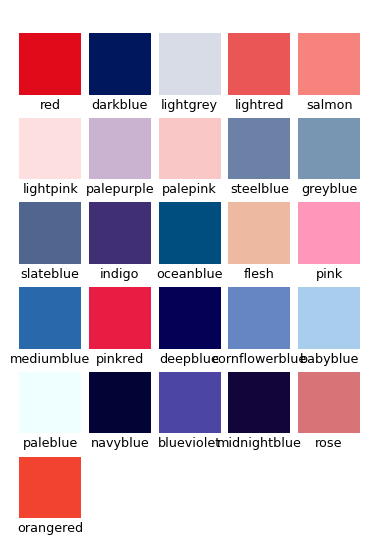 red darkblue lightgrey lightred salmon
lightpink palepurple palepink steelblue greyblue
slateblue indigo oceanblue flesh pink
mediumblue pinkred deepblue cornflowerblue babyblue
paleblue navyblue blueviolet midnightblue rose
orangered